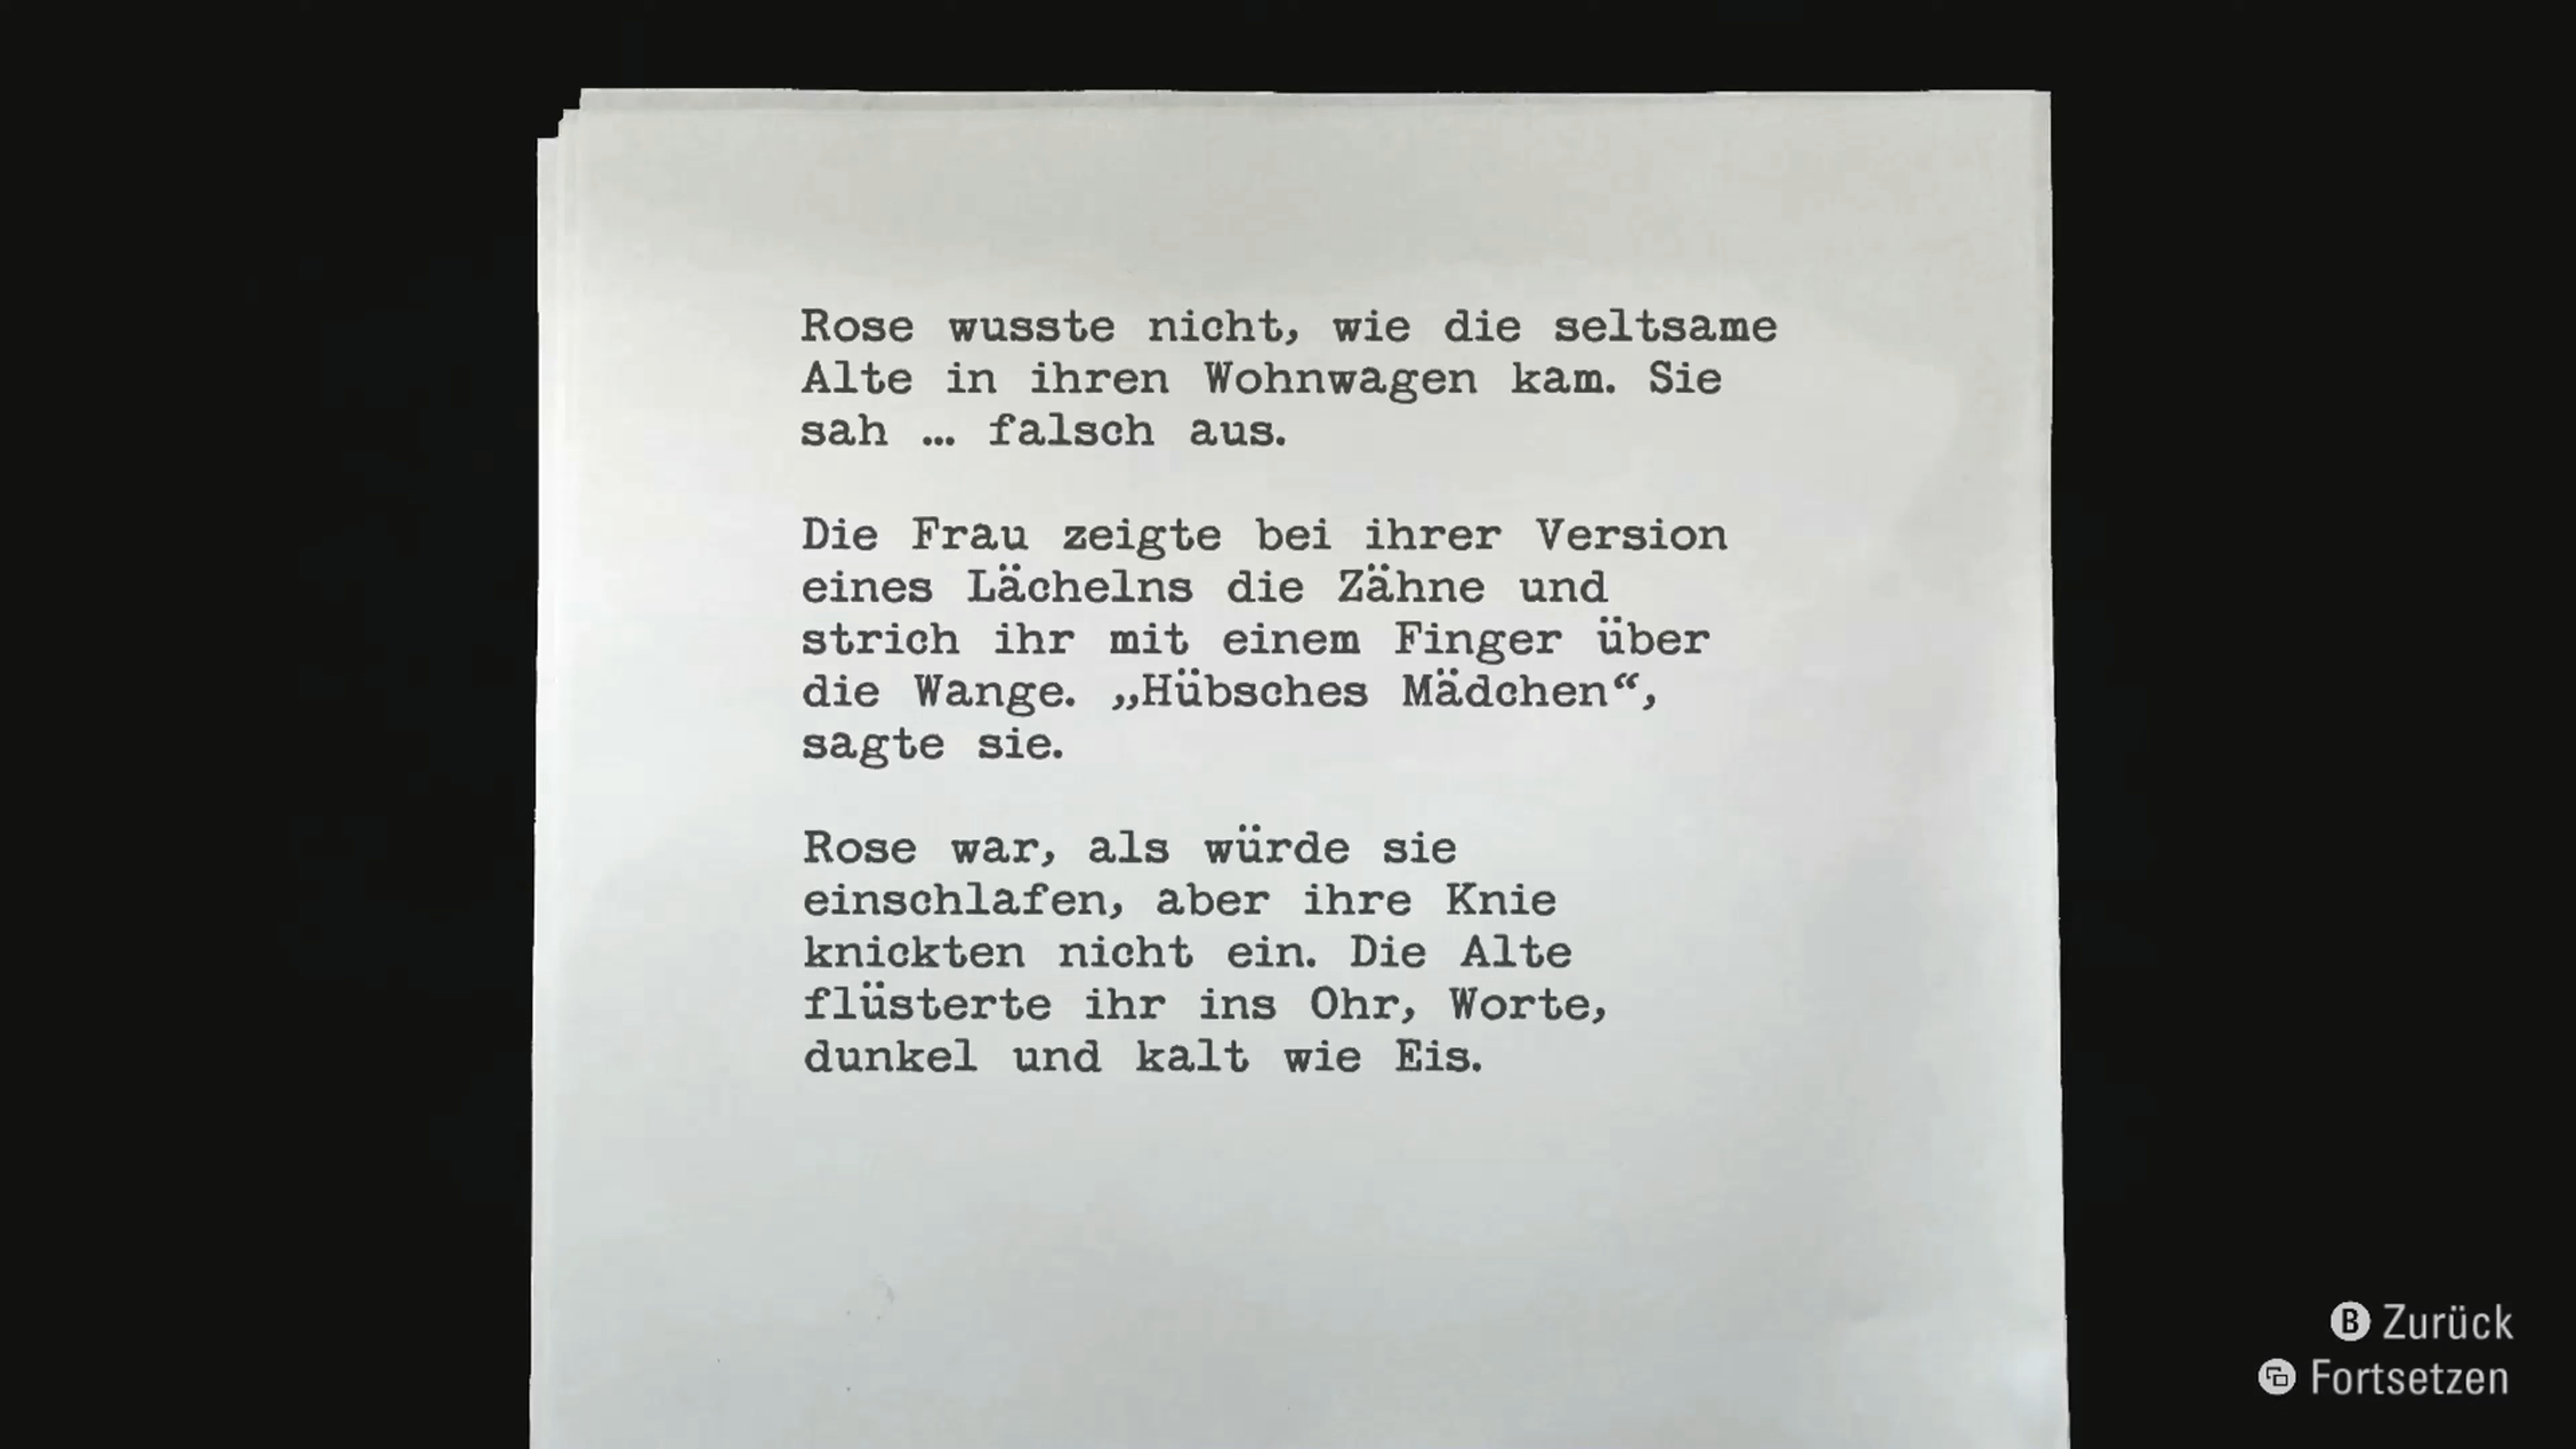 Rose wusste nicht, wie die seltsame
Alte in ihren Wohnwagen kam. Sie
sah … falsch aus.
Die Frau zeigte bei ihrer Version
eines Lächelns die Zähne und
strich ihr mit einem Finger über
die Wange. „Hübsches Mädchen“,
sagte sie.
Rose war, als würde sie
einschlafen, aber ihre Knie
knickten nicht ein. Die Alte
flüsterte ihr ins Ohr, Worte,
dunkel und kalt wie Eis.
B Zurück
Fortsetzen